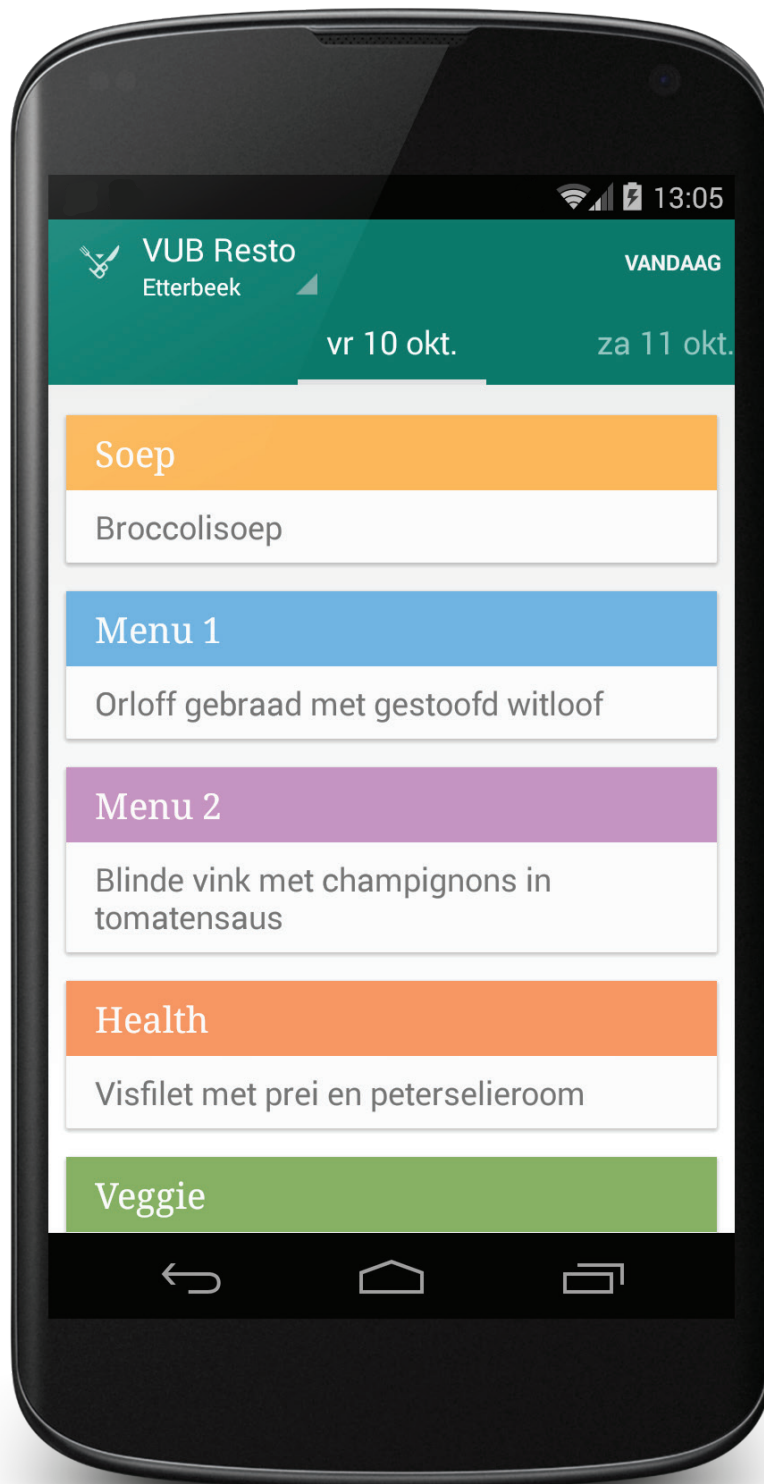 13:05
VUB Resto
Etterbeek
VANDAAG
vr 10 okt.
za 11 okt.
Soep
Broccolisoep
Menu 1
Orloff gebraad met gestoofd witloof
Menu 2
Blinde vink met champignons in
tomatensaus
Health
Visfilet met prei en peterselieroom
Veggie